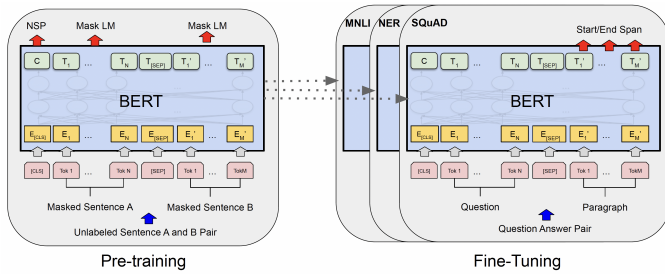 NSP Mask LM Mask LM
C T1 ... TN T[SEP] T1' ... TM'
BERT
E[CLS] E1 ... EN E[SEP] E1' ... EM'
[CLS] Tok 1 ... Tok N [SEP] Tok 1 ... TokM
Masked Sentence A Masked Sentence B
Unlabeled Sentence A and B Pair
Pre-training
MNLI NER SQuAD
Start/End Span
C T1 ... TN T[SEP] T1' ... TM'
BERT
E[CLS] E1 ... EN E[SEP] E1' ... EM'
[CLS] Tok 1 ... Tok N [SEP] Tok 1 ... TokM
Question Paragraph
Question Answer Pair
Fine-Tuning